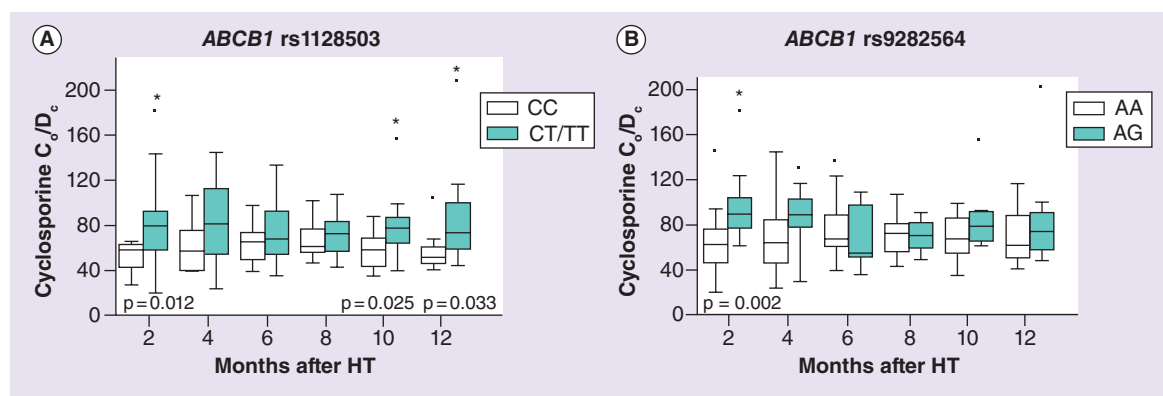 A
ABCB1 rs1128503
Cyclosporine Co/Dc
200
160
120
80
40
0
* * *
CC
CT/TT
p = 0.012 p = 0.025 p = 0.033
2 4 6 8 10 12
Months after HT
B
ABCB1 rs9282564
Cyclosporine Co/Dc
200
160
120
80
40
0
*
AA
AG
p = 0.002
2 4 6 8 10 12
Months after HT